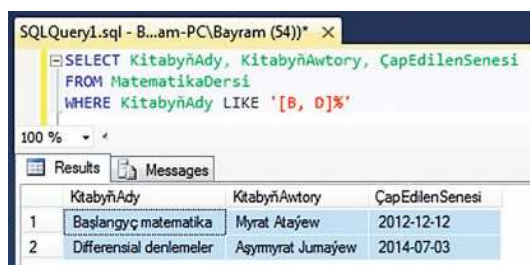 SQLQuery1.sql - B...am-PC\Bayram (54))* ×
SELECT KitabyňAdy, KitabyňAwtory, ÇapEdilenSenesi
FROM MatematikaDersi
WHERE KitabyňAdy LIKE '[B, D]%'
100 %
Results Messages
KitabyňAdy KitabyňAwtory ÇapEdilenSenesi
1 Başlangyç matematika Myrat Ataýew 2012-12-12
2 Differensial denlemeler Aşyrmyrat Jumaýew 2014-07-03